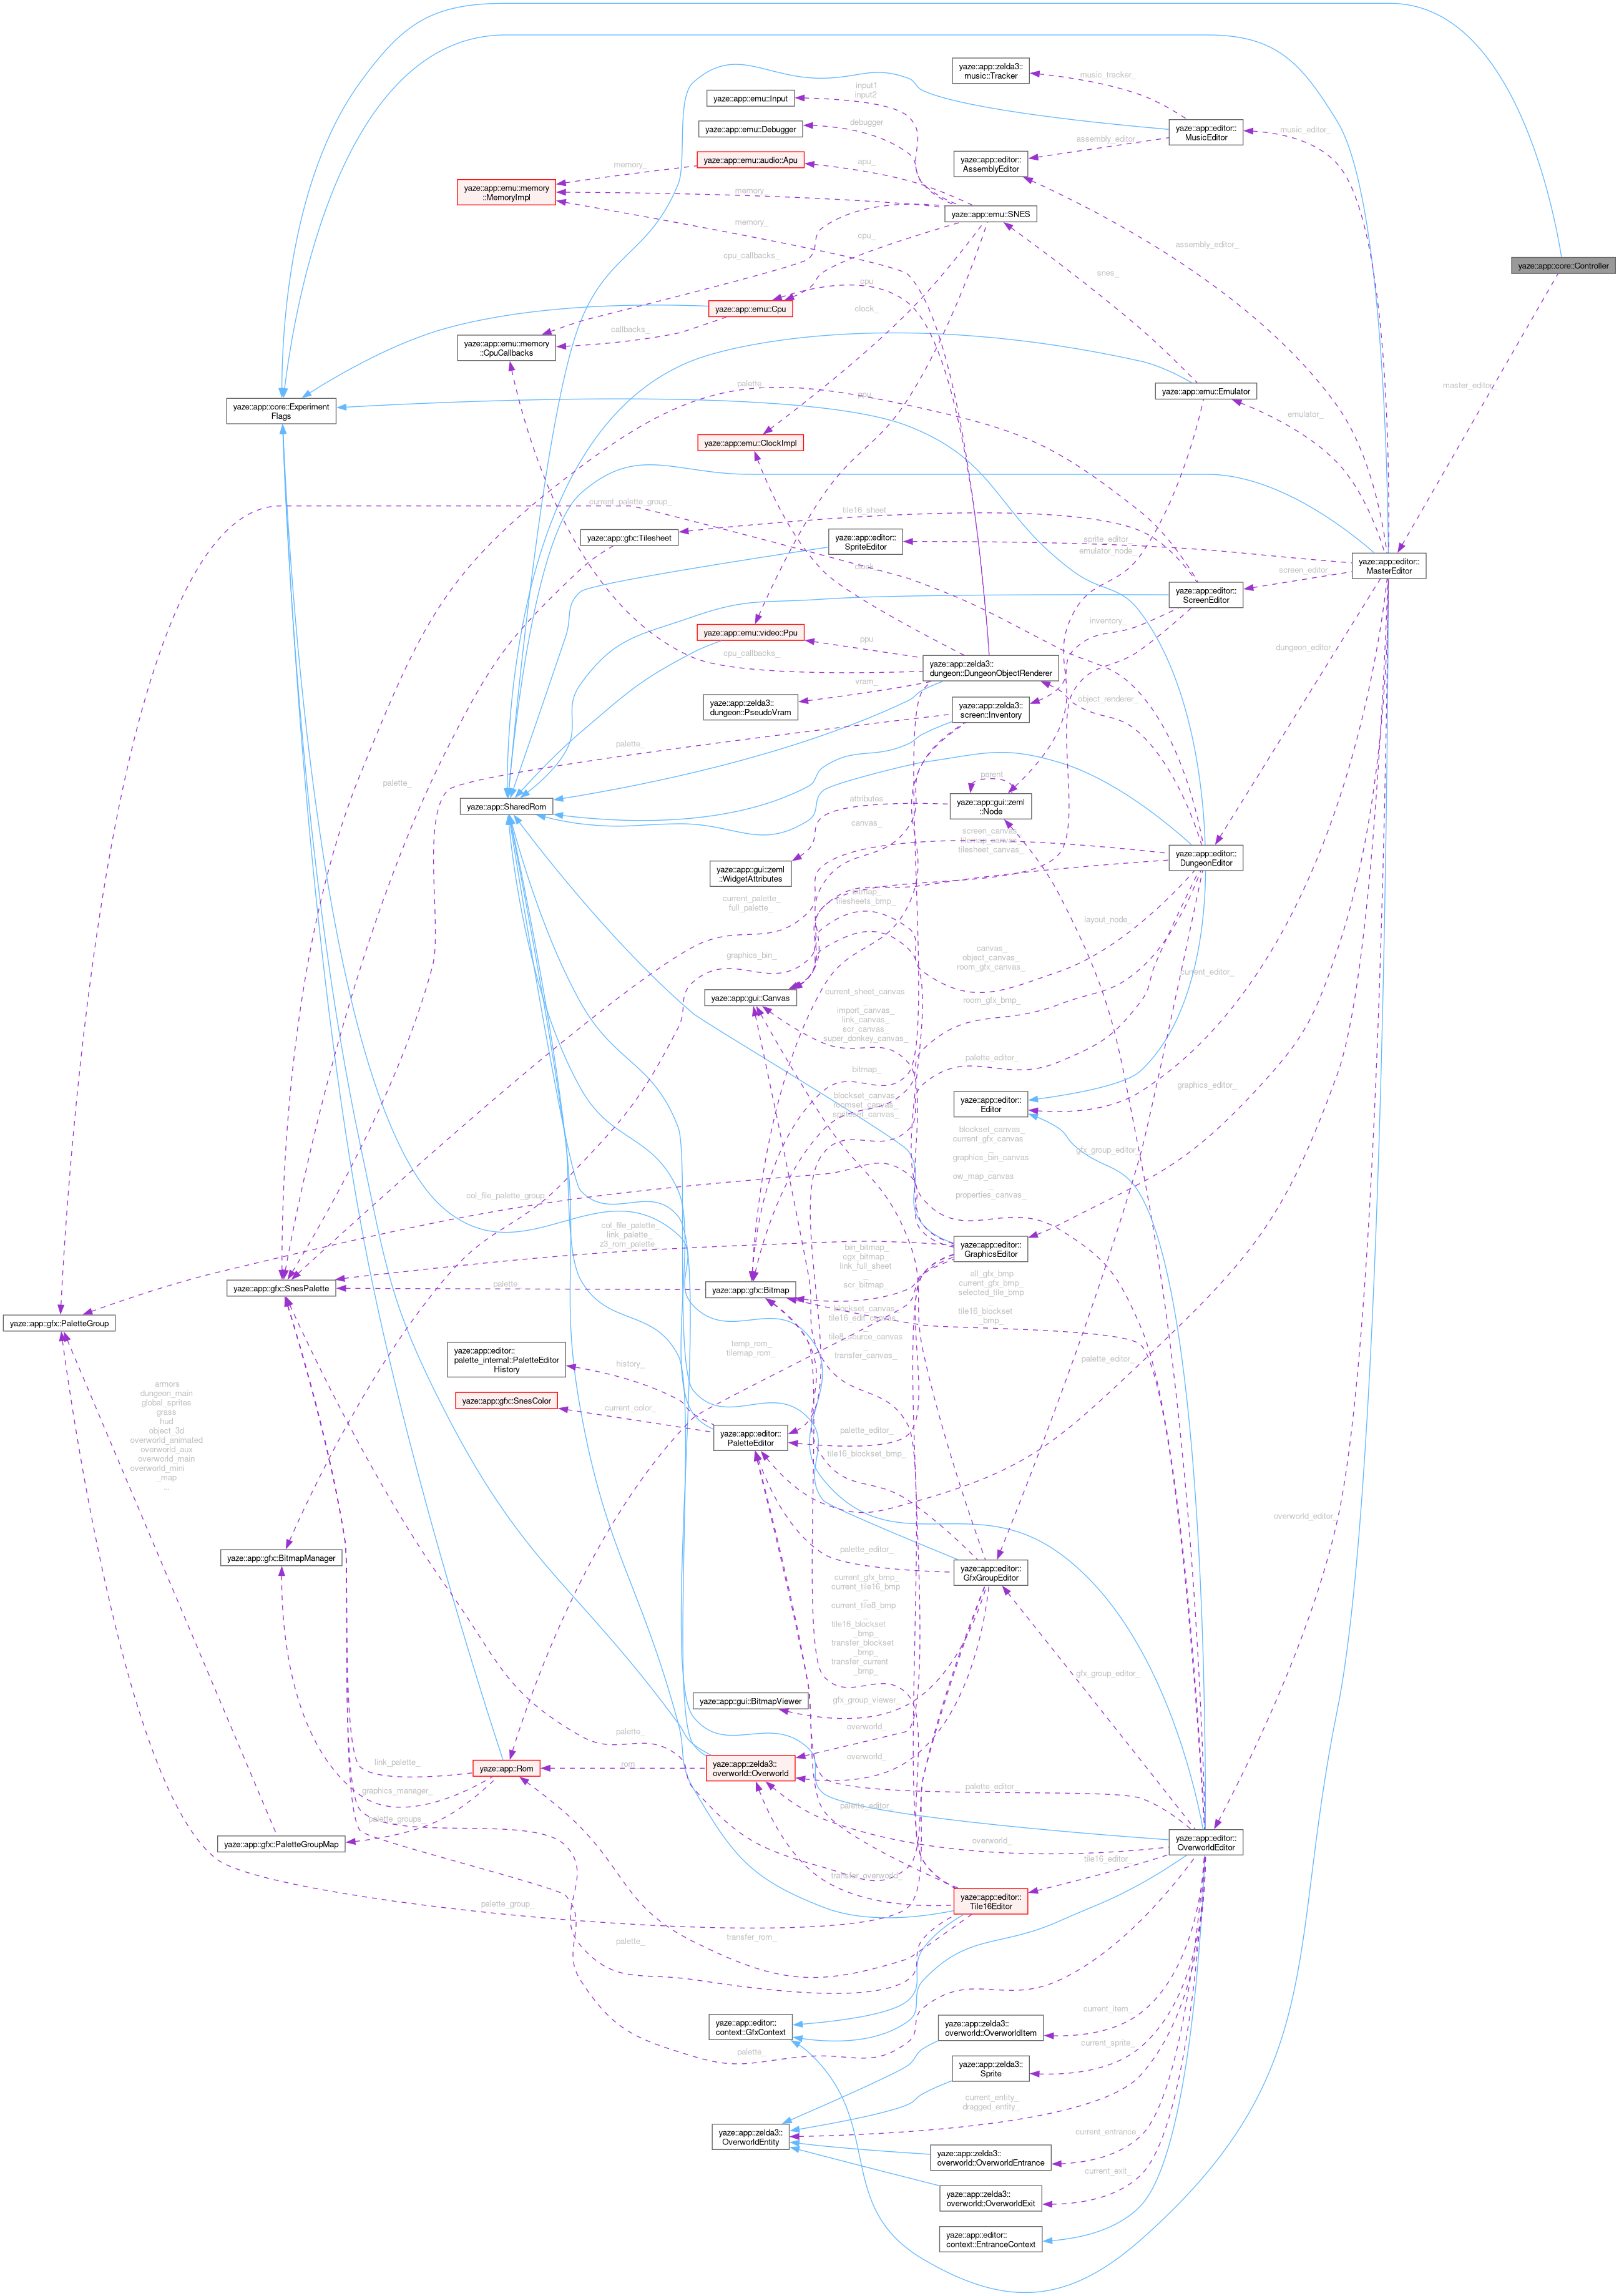 yaze::app::zelda3::
music::Tracker
music_tracker_
input1
input2
yaze::app::emu::Input
debugger
yaze::app::emu::Debugger
yaze::app::editor::
MusicEditor
music_editor_
assembly_editor_
yaze::app::editor::
AssemblyEditor
yaze::app::emu::audio::Apu
apu_
memory_
yaze::app::emu::memory
::MemoryImpl
memory_
yaze::app::emu::SNES
memory_
cpu_
assembly_editor_
cpu_callbacks_
yaze::app::core::Controller
snes_
cpu
yaze::app::emu::Cpu
clock_
callbacks_
yaze::app::emu::memory
::CpuCallbacks
palette_
ppu_
yaze::app::emu::Emulator
master_editor_
yaze::app::core::Experiment
Flags
emulator_
yaze::app::emu::ClockImpl
current_palette_group_
tile16_sheet_
yaze::app::gfx::Tilesheet
yaze::app::editor::
SpriteEditor
sprite_editor_
emulator_node_
yaze::app::editor::
MasterEditor
clock_
screen_editor_
yaze::app::editor::
ScreenEditor
inventory_
yaze::app::emu::video::Ppu
ppu
cpu_callbacks_
dungeon_editor_
yaze::app::zelda3::
dungeon::DungeonObjectRenderer
vram_
yaze::app::zelda3::
dungeon::PseudoVram
yaze::app::zelda3::
screen::Inventory
object_renderer_
palette_
parent
palette_
attributes
yaze::app::gui::zeml
::Node
yaze::app::SharedRom
canvas_
screen_canvas_
tilemap_canvas_
tilesheet_canvas_
yaze::app::editor::
DungeonEditor
yaze::app::gui::zeml
::WidgetAttributes
current_palette_
full_palette_
bitmap_
tilesheets_bmp_
layout_node_
graphics_bin_
canvas_
object_canvas_
room_gfx_canvas_
current_editor_
yaze::app::gui::Canvas
current_sheet_canvas
_
import_canvas_
link_canvas_
scr_canvas_
super_donkey_canvas_
room_gfx_bmp_
palette_editor_
bitmap_
graphics_editor_
blockset_canvas_
roomset_canvas_
spriteset_canvas_
yaze::app::editor::
Editor
blockset_canvas_
current_gfx_canvas
_
graphics_bin_canvas
_
ow_map_canvas
_
properties_canvas_
gfx_group_editor_
col_file_palette_group_
col_file_palette_
link_palette_
z3_rom_palette_
bin_bitmap_
cgx_bitmap_
link_full_sheet
_
scr_bitmap_
yaze::app::editor::
GraphicsEditor
all_gfx_bmp
current_gfx_bmp_
selected_tile_bmp
_
tile16_blockset
_bmp_
yaze::app::gfx::SnesPalette
palette_
yaze::app::gfx::Bitmap
yaze::app::gfx::PaletteGroup
blockset_canvas_
tile16_edit_canvas
_
tile8_source_canvas
_
transfer_canvas_
temp_rom_
tilemap_rom_
yaze::app::editor::
palette_internal::PaletteEditor
History
history_
palette_editor_
armors
dungeon_main
global_sprites
grass
hud
object_3d
overworld_animated
overworld_aux
overworld_main
overworld_mini
_map
...
yaze::app::gfx::SnesColor
current_color_
yaze::app::editor::
PaletteEditor
palette_editor_
tile16_blockset_bmp_
overworld_editor_
yaze::app::gfx::BitmapManager
palette_editor_
yaze::app::editor::
GfxGroupEditor
current_gfx_bmp_
current_tile16_bmp
_
current_tile8_bmp
_
tile16_blockset
_bmp_
transfer_blockset
_bmp_
transfer_current
_bmp_
gfx_group_editor_
yaze::app::gui::BitmapViewer
gfx_group_viewer_
palette_
overworld_
link_palette_
yaze::app::Rom
rom_
yaze::app::zelda3::
overworld::Overworld
overworld_
graphics_manager_
palette_editor_
palette_groups_
palette_editor_
yaze::app::gfx::PaletteGroupMap
overworld_
yaze::app::editor::
OverworldEditor
tile16_editor_
transfer_overworld_
palette_group_
yaze::app::editor::
Tile16Editor
transfer_rom_
palette_
yaze::app::editor::
context::GfxContext
yaze::app::zelda3::
overworld::OverworldItem
current_item_
palette_
current_sprite_
yaze::app::zelda3::
Sprite
current_entity_
dragged_entity_
yaze::app::zelda3::
OverworldEntity
current_entrance_
yaze::app::zelda3::
overworld::OverworldEntrance
current_exit_
yaze::app::zelda3::
overworld::OverworldExit
yaze::app::editor::
context::EntranceContext